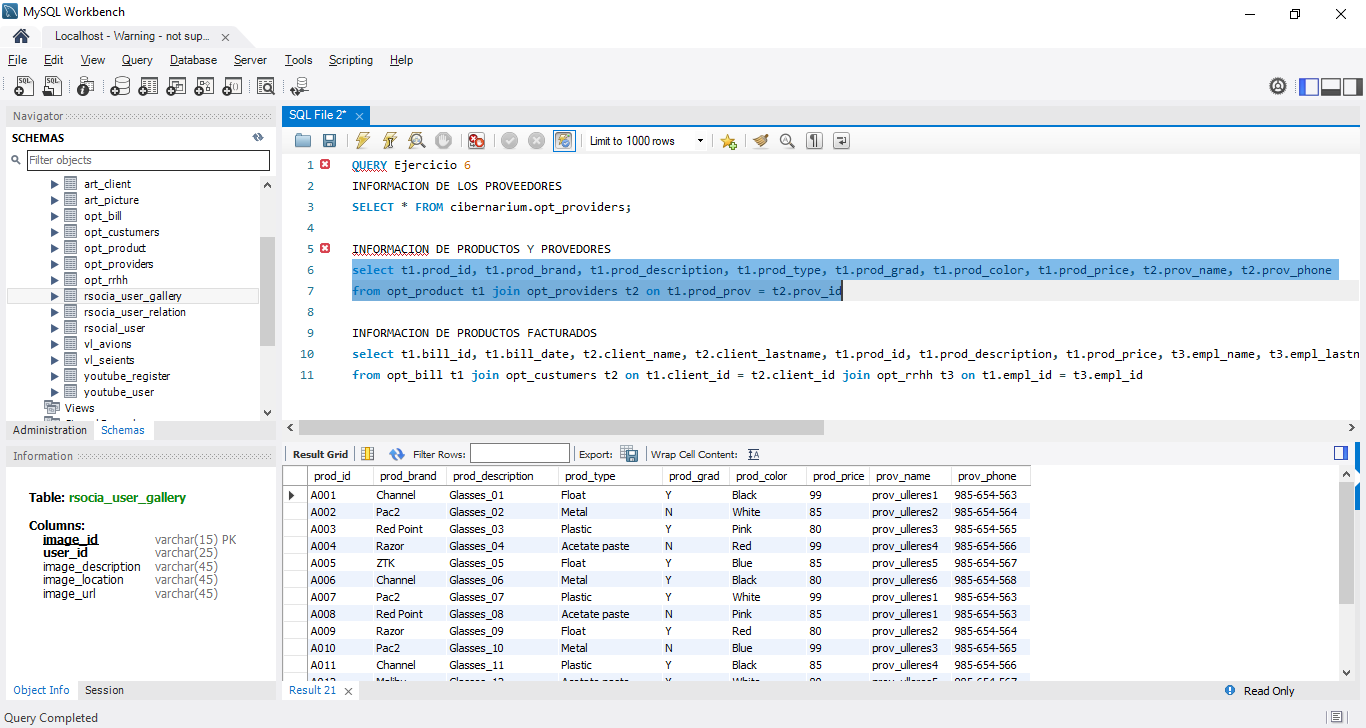 MySQL Workbench
Localhost - Warning - not sup... ×
File Edit View Query Database Server Tools Scripting Help
Navigator
SCHEMAS
Filter objects
art_client
art_picture
opt_bill
opt_custumers
opt_product
opt_providers
opt_rrhh
rsocia_user_gallery
rsocia_user_relation
rsocial_user
vl_avions
vl_seients
youtube_register
youtube_user
Views
Administration Schemas
Information
Table: rsocia_user_gallery
Columns:
image_id varchar(15) PK
user_id varchar(25)
image_description varchar(45)
image_location varchar(45)
image_url varchar(45)
Object Info Session
Query Completed
SQL File 2* ×
Limit to 1000 rows
1 QUERY Ejercicio 6
2 INFORMACION DE LOS PROVEEDORES
3 SELECT * FROM cibernarium.opt_providers;
4
5 INFORMACION DE PRODUCTOS Y PROVEDORES
6 select t1.prod_id, t1.prod_brand, t1.prod_description, t1.prod_type, t1.prod_grad, t1.prod_color, t1.prod_price, t2.prov_name, t2.prov_phone
7 from opt_product t1 join opt_providers t2 on t1.prod_prov = t2.prov_id
8
9 INFORMACION DE PRODUCTOS FACTURADOS
10 select t1.bill_id, t1.bill_date, t2.client_name, t2.client_lastname, t1.prod_id, t1.prod_description, t1.prod_price, t3.empl_name, t3.empl_lastn
11 from opt_bill t1 join opt_custumers t2 on t1.client_id = t2.client_id join opt_rrhh t3 on t1.empl_id = t3.empl_id
Result Grid Filter Rows: Export: Wrap Cell Content:
prod_id prod_brand prod_description prod_type prod_grad prod_color prod_price prov_name prov_phone
A001 Channel Glasses_01 Float Y Black 99 prov_ulleres1 985-654-563
A002 Pac2 Glasses_02 Metal N White 85 prov_ulleres2 985-654-564
A003 Red Point Glasses_03 Plastic Y Pink 80 prov_ulleres3 985-654-565
A004 Razor Glasses_04 Acetate paste N Red 99 prov_ulleres4 985-654-566
A005 ZTK Glasses_05 Float Y Blue 85 prov_ulleres5 985-654-567
A006 Channel Glasses_06 Metal Y Black 80 prov_ulleres6 985-654-568
A007 Pac2 Glasses_07 Plastic Y White 99 prov_ulleres1 985-654-563
A008 Red Point Glasses_08 Acetate paste N Pink 85 prov_ulleres1 985-654-563
A009 Razor Glasses_09 Float Y Red 80 prov_ulleres2 985-654-564
A010 Pac2 Glasses_10 Metal N Blue 99 prov_ulleres3 985-654-565
A011 Channel Glasses_11 Plastic Y Black 85 prov_ulleres4 985-654-566
Result 21 ×
Read Only